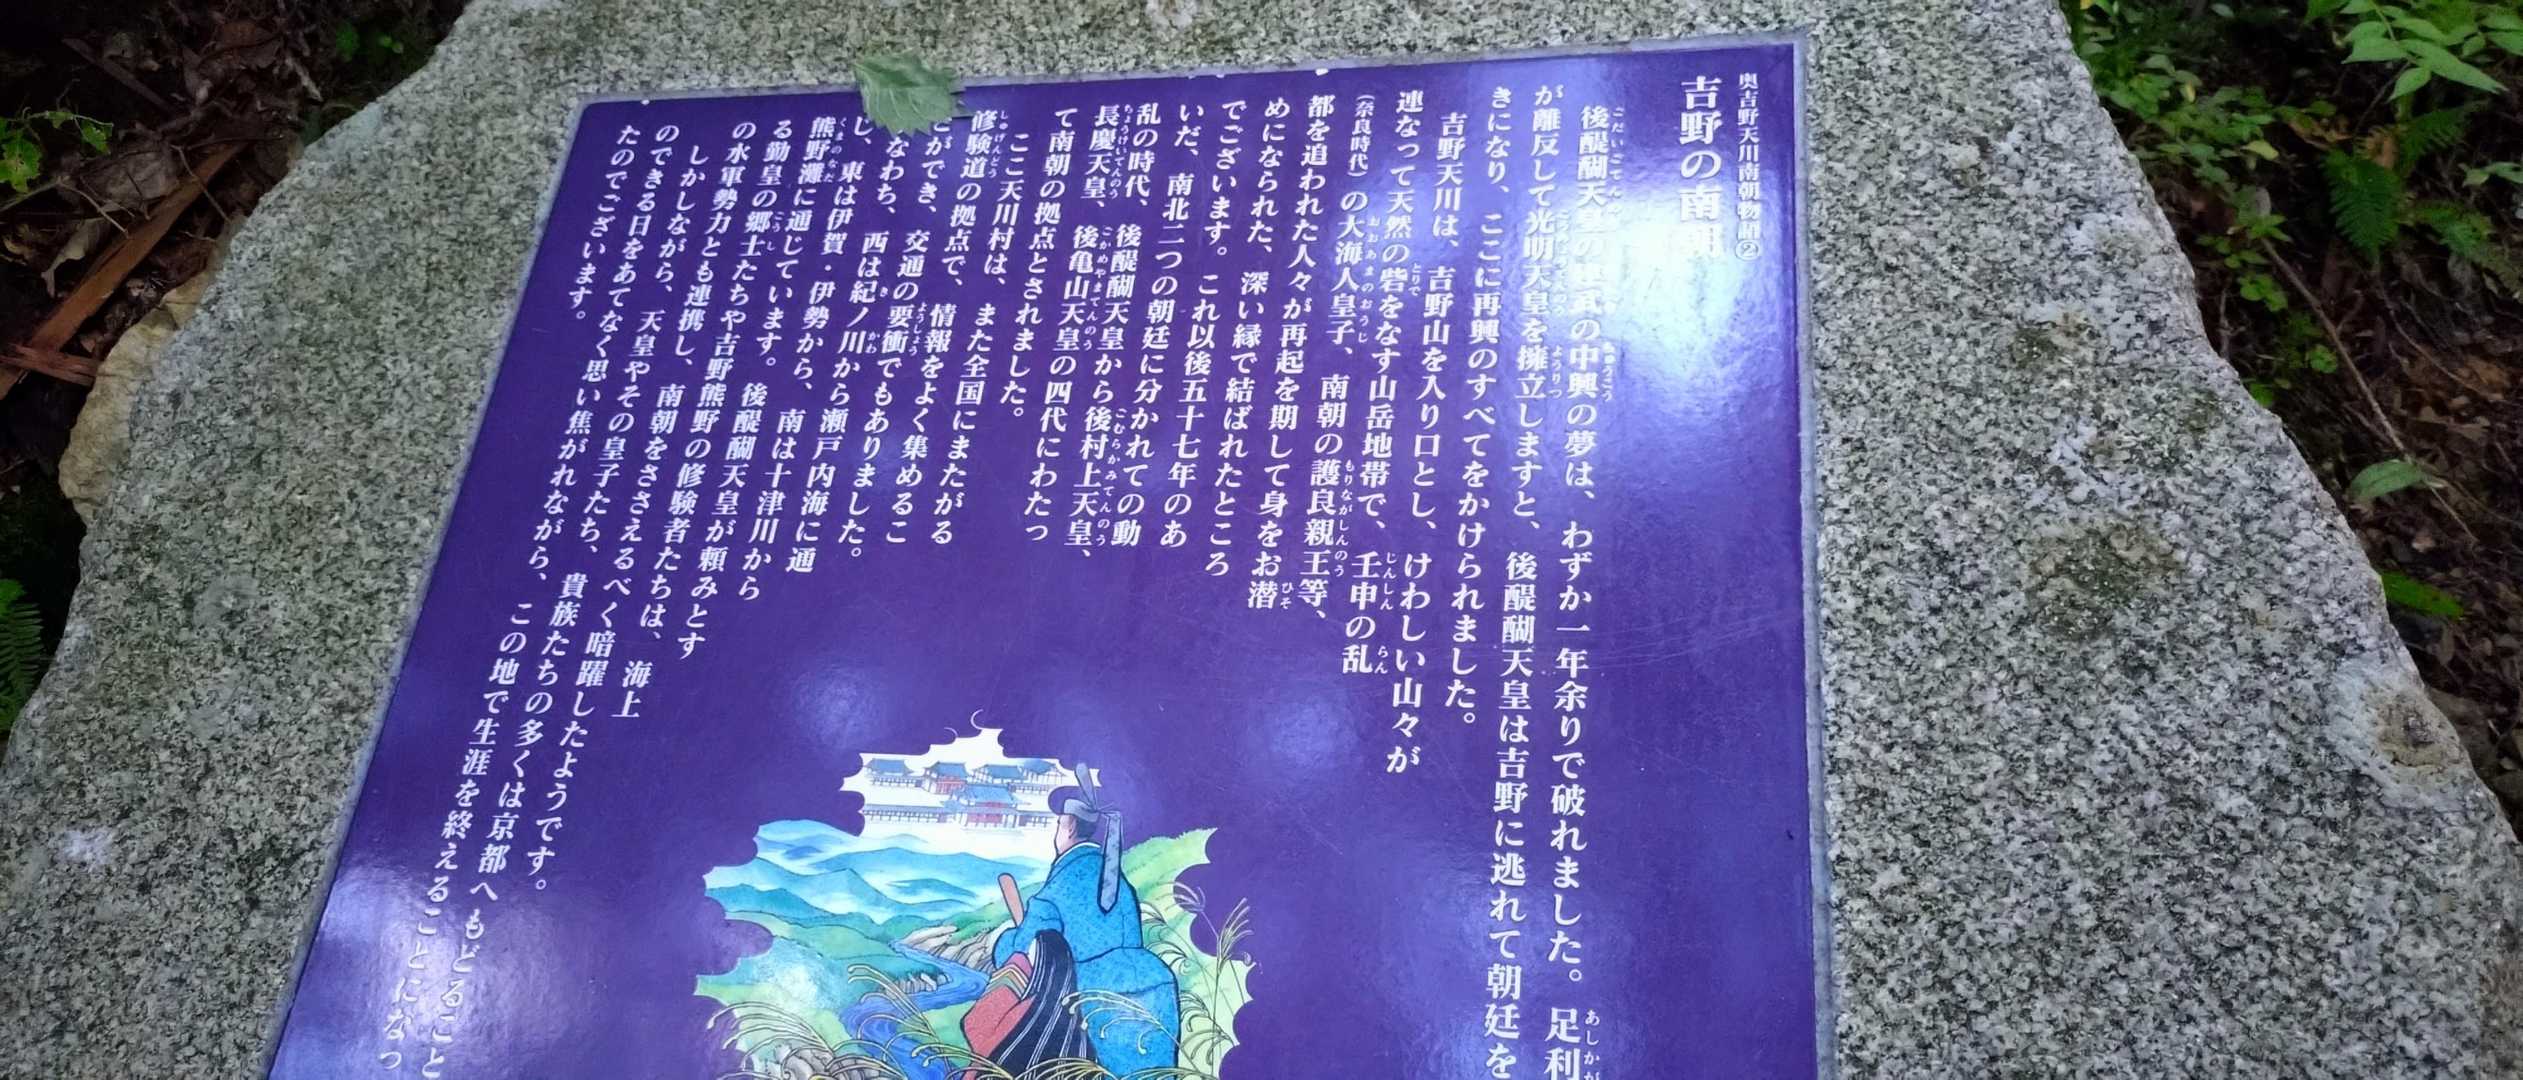 奥吉野天川南朝物語②
吉野の南朝
後醍醐天皇の建武の中興の夢は、わずか一年余りで破れました。足利
が離反して光明天皇を擁立しますと、後醍醐天皇は吉野に逃れて朝廷を
きになり、ここに再興のすべてをかけられました。
吉野天川は、吉野山を入り口とし、けわしい山々が
連なって天然の砦をなす山岳地帯で、壬申の乱
(奈良時代)の大海人皇子、南朝の護良親王等、
都を追われた人々が再起を期して身をお潜
めになられた、深い縁で結ばれたところ
でございます。これ以後五十七年のあ
いだ、南北二つの朝廷に分かれての動
乱の時代、後醍醐天皇から後村上天皇、
長慶天皇、後亀山天皇の四代にわたっ
て南朝の拠点とされました。
ここ天川村は、また全国にまたがる
修験道の拠点で、情報をよく集めるこ
とができ、交通の要衝でもありました。
なわち、西は紀ノ川から瀬戸内海に通
じ、東は伊賀・伊勢から、南は十津川から
熊野灘に通じています。後醍醐天皇が頼みとす
る勤皇の郷士たちや吉野熊野の修験者たちは、海上
の水軍勢力とも連携し、南朝をささえるべく暗躍したようです。
しかしながら、天皇やその皇子たち、貴族たちの多くは京都へもどること
のできる日をあてなく思い焦がれながら、この地で生涯を終えることになっ
たのでございます。